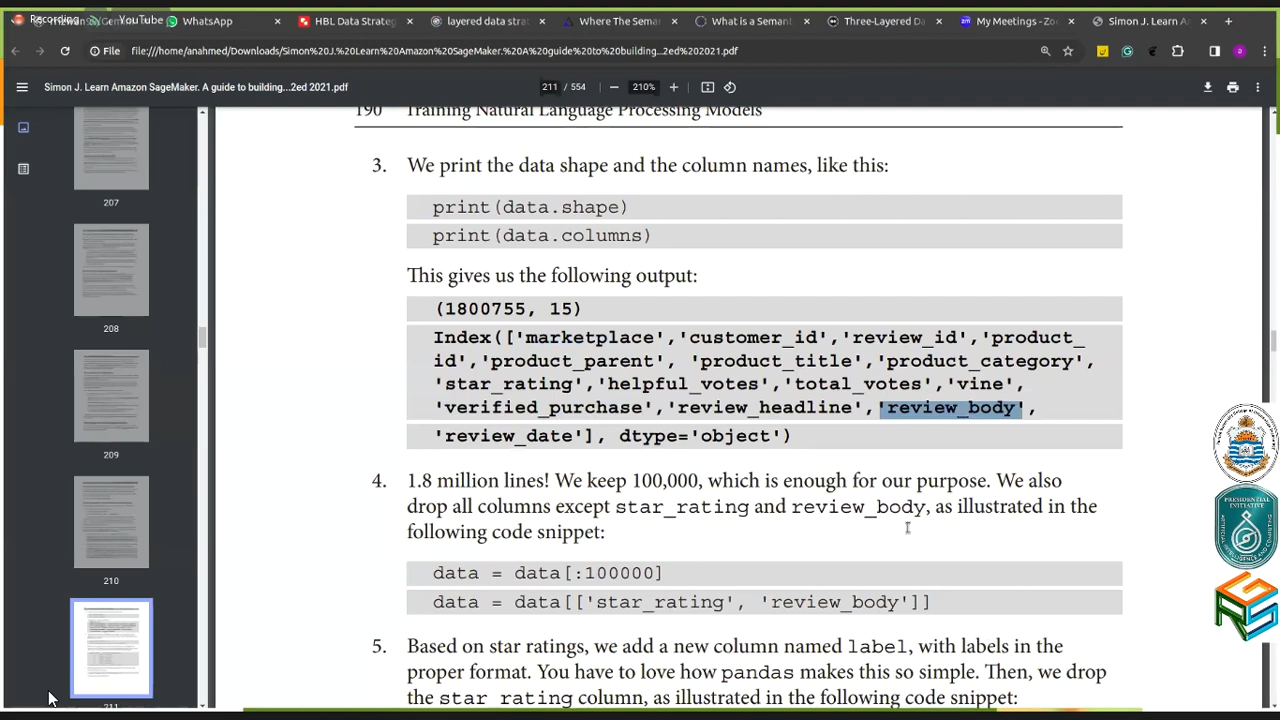 Recording
YouTube
WhatsApp
HBL Data Strateg
layered data strat
Where The Semar
What is a Semant
Three-Layered Da
My Meetings - Zoo
Simon J. Learn Am
File
file:///home/anahmed/Downloads/Simon%20J.%20Learn%20Amazon%20SageMaker.%20A%20guide%20to%20building...2ed%202021.pdf
Simon J. Learn Amazon SageMaker. A guide to building...2ed 2021.pdf
211 / 554
210%
190 Training Natural Language Processing Models
207
208
209
210
211
3. We print the data shape and the column names, like this:
print(data.shape)
print(data.columns)
This gives us the following output:
(1800755, 15)
Index(['marketplace','customer_id','review_id','product_
id','product_parent', 'product_title','product_category',
'star_rating','helpful_votes','total_votes','vine',
'verified_purchase','review_headline','review_body',
'review_date'], dtype='object')
4. 1.8 million lines! We keep 100,000, which is enough for our purpose. We also
drop all columns except star_rating and review_body, as illustrated in the
following code snippet:
data = data[:100000]
data = data[['star_rating', 'review_body']]
5. Based on star ratings, we add a new column named label, with labels in the
proper format. You have to love how pandas makes this so simple. Then, we drop
the star_rating column, as illustrated in the following code snippet:
PRESIDENTIAL
INITIATIVE